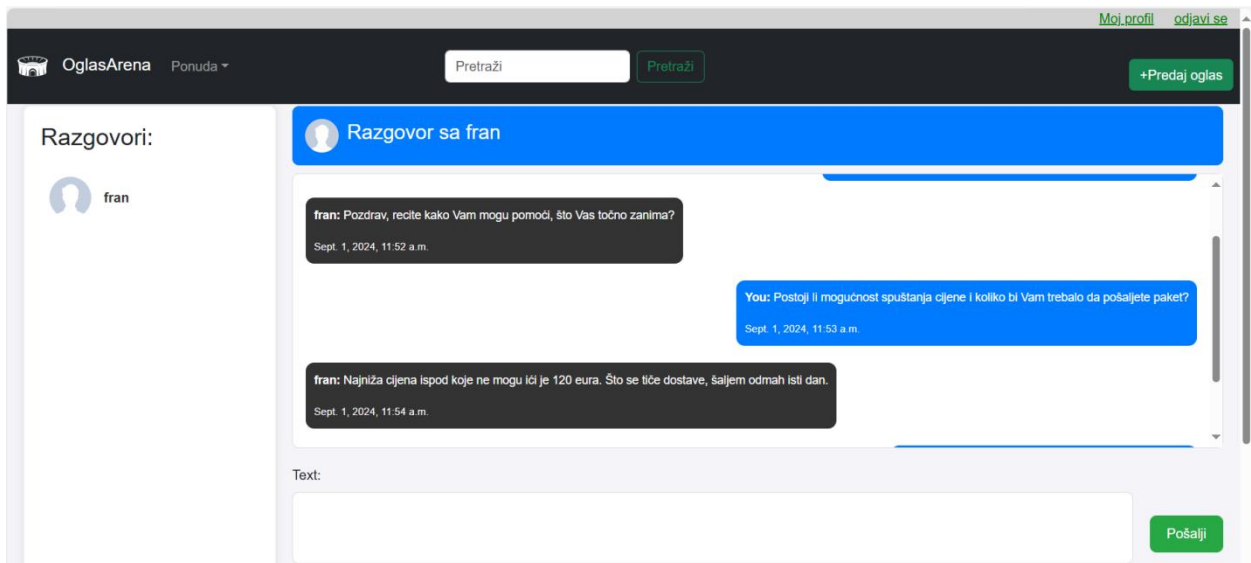 Moj profil odjavi se
OglasArena Ponuda Pretraži Pretraži +Predaj oglas
Razgovori:
fran
Razgovor sa fran
fran: Pozdrav, recite kako Vam mogu pomoći, što Vas točno zanima?
Sept. 1, 2024, 11:52 a.m.
You: Postoji li mogućnost spuštanja cijene i koliko bi Vam trebalo da pošaljete paket?
Sept. 1, 2024, 11:53 a.m.
fran: Najniža cijena ispod koje ne mogu ići je 120 eura. Što se tiče dostave, šaljem odmah isti dan.
Sept. 1, 2024, 11:54 a.m.
Text:
Pošalji